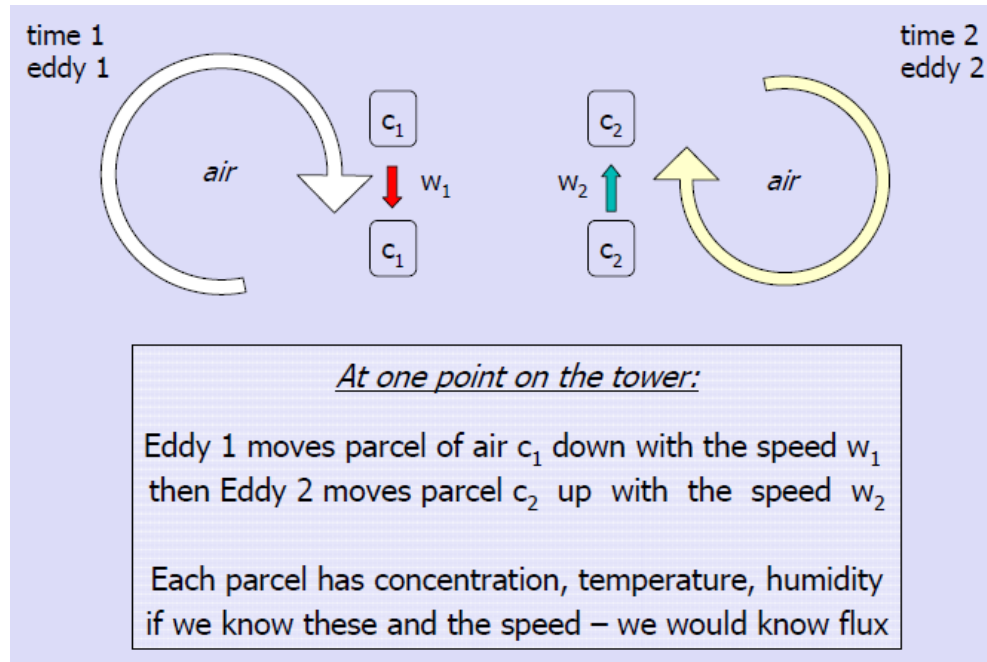 time 1
eddy 1
time 2
eddy 2
c₁
c₂
air
w₁
w₂
air
c₁
c₂
At one point on the tower:
Eddy 1 moves parcel of air c₁ down with the speed w₁
then Eddy 2 moves parcel c₂ up with the speed w₂
Each parcel has concentration, temperature, humidity
if we know these and the speed – we would know flux